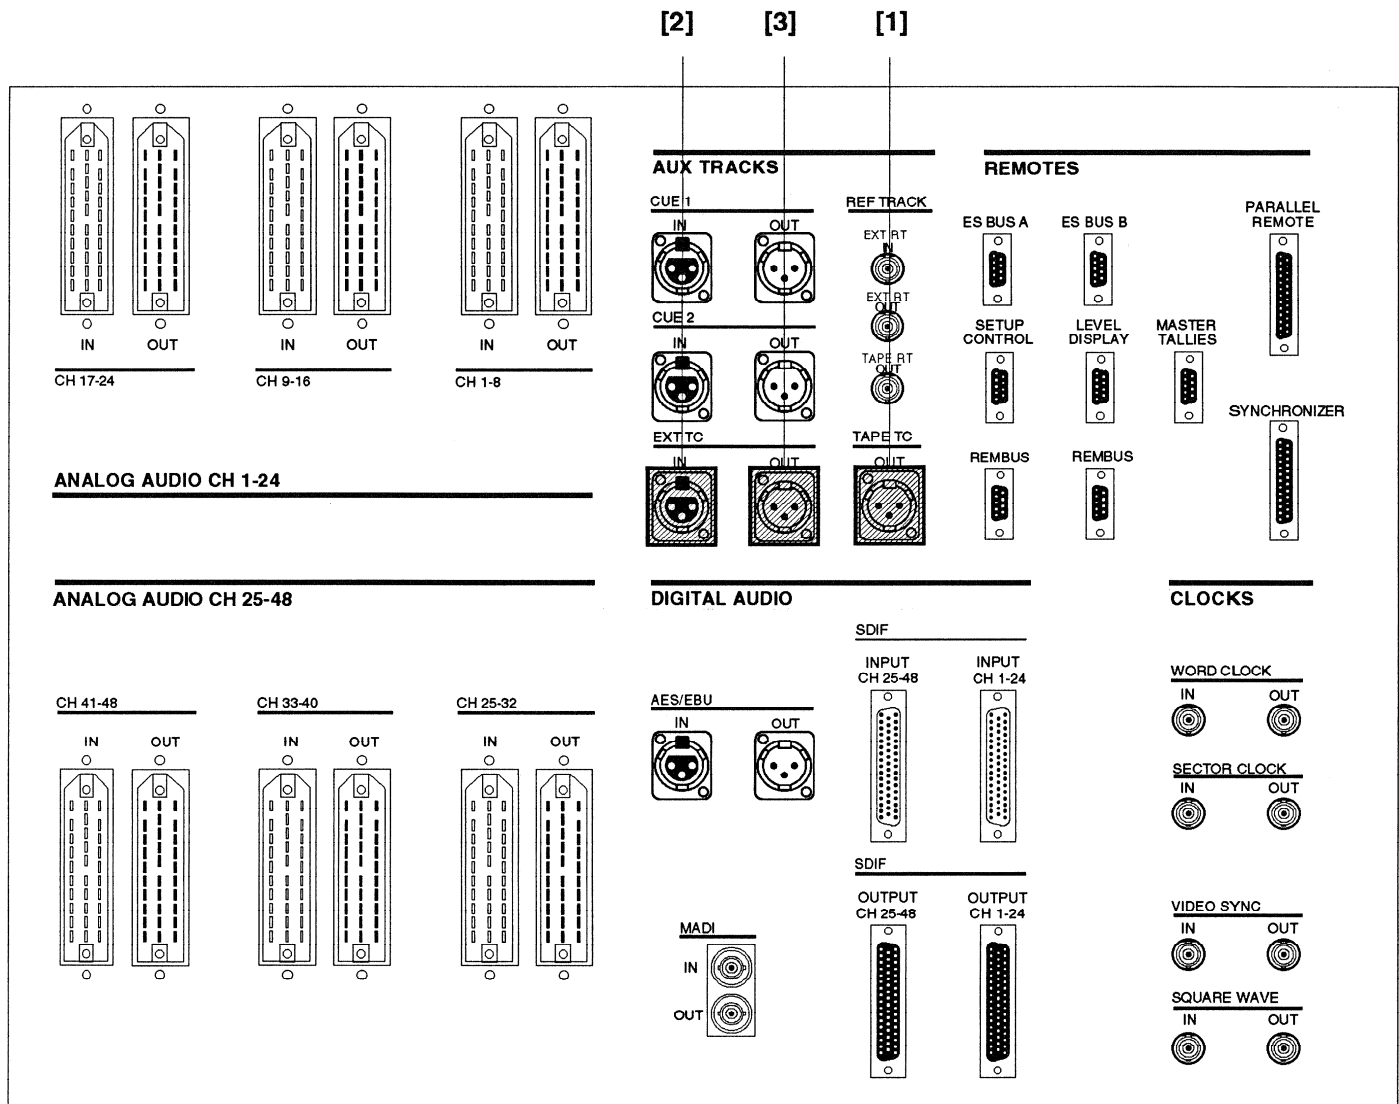 [2] [3] [1]
AUX TRACKS
REMOTES
CUE 1
REF TRACK
IN OUT
EXT RT
IN
EXT RT
OUT
TAPE RT
OUT
CUE 2
IN OUT
EXT TC
IN OUT
TAPE TC
OUT
ES BUS A
ES BUS B
PARALLEL
REMOTE
SETUP
CONTROL
LEVEL
DISPLAY
MASTER
TALLIES
SYNCHRONIZER
REMBUS
REMBUS
IN OUT
CH 17-24
IN OUT
CH 9-16
IN OUT
CH 1-8
ANALOG AUDIO CH 1-24
ANALOG AUDIO CH 25-48
CH 41-48
IN OUT
CH 33-40
IN OUT
CH 25-32
IN OUT
DIGITAL AUDIO
SDIF
INPUT
CH 25-48
INPUT
CH 1-24
AES/EBU
IN OUT
SDIF
OUTPUT
CH 25-48
OUTPUT
CH 1-24
MADI
IN
OUT
CLOCKS
WORD CLOCK
IN OUT
SECTOR CLOCK
IN OUT
VIDEO SYNC
IN OUT
SQUARE WAVE
IN OUT